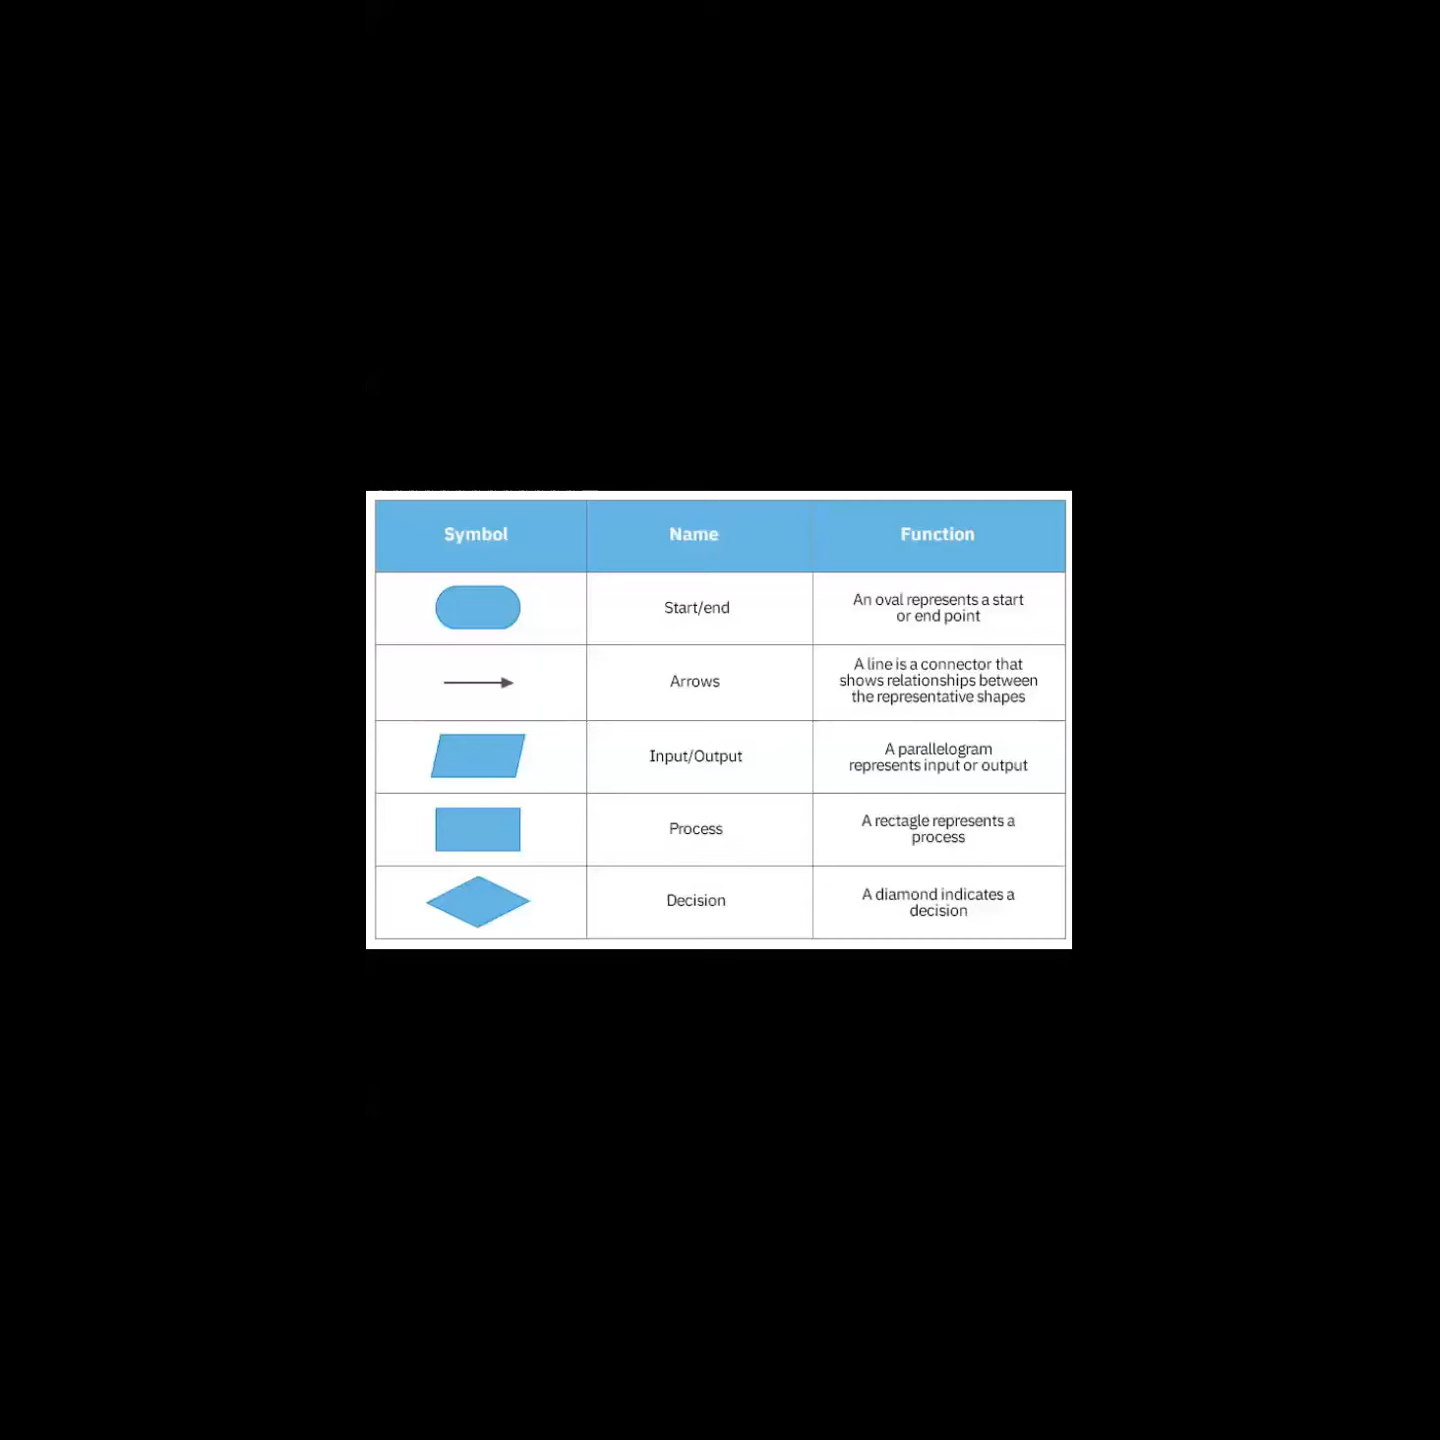 Symbol Name Function
Start/end
An oval represents a start
or end point
Arrows
A line is a connector that
shows relationships between
the representative shapes
Input/Output
A parallelogram
represents input or output
Process
A rectagle represents a
process
Decision
A diamond indicates a
decision